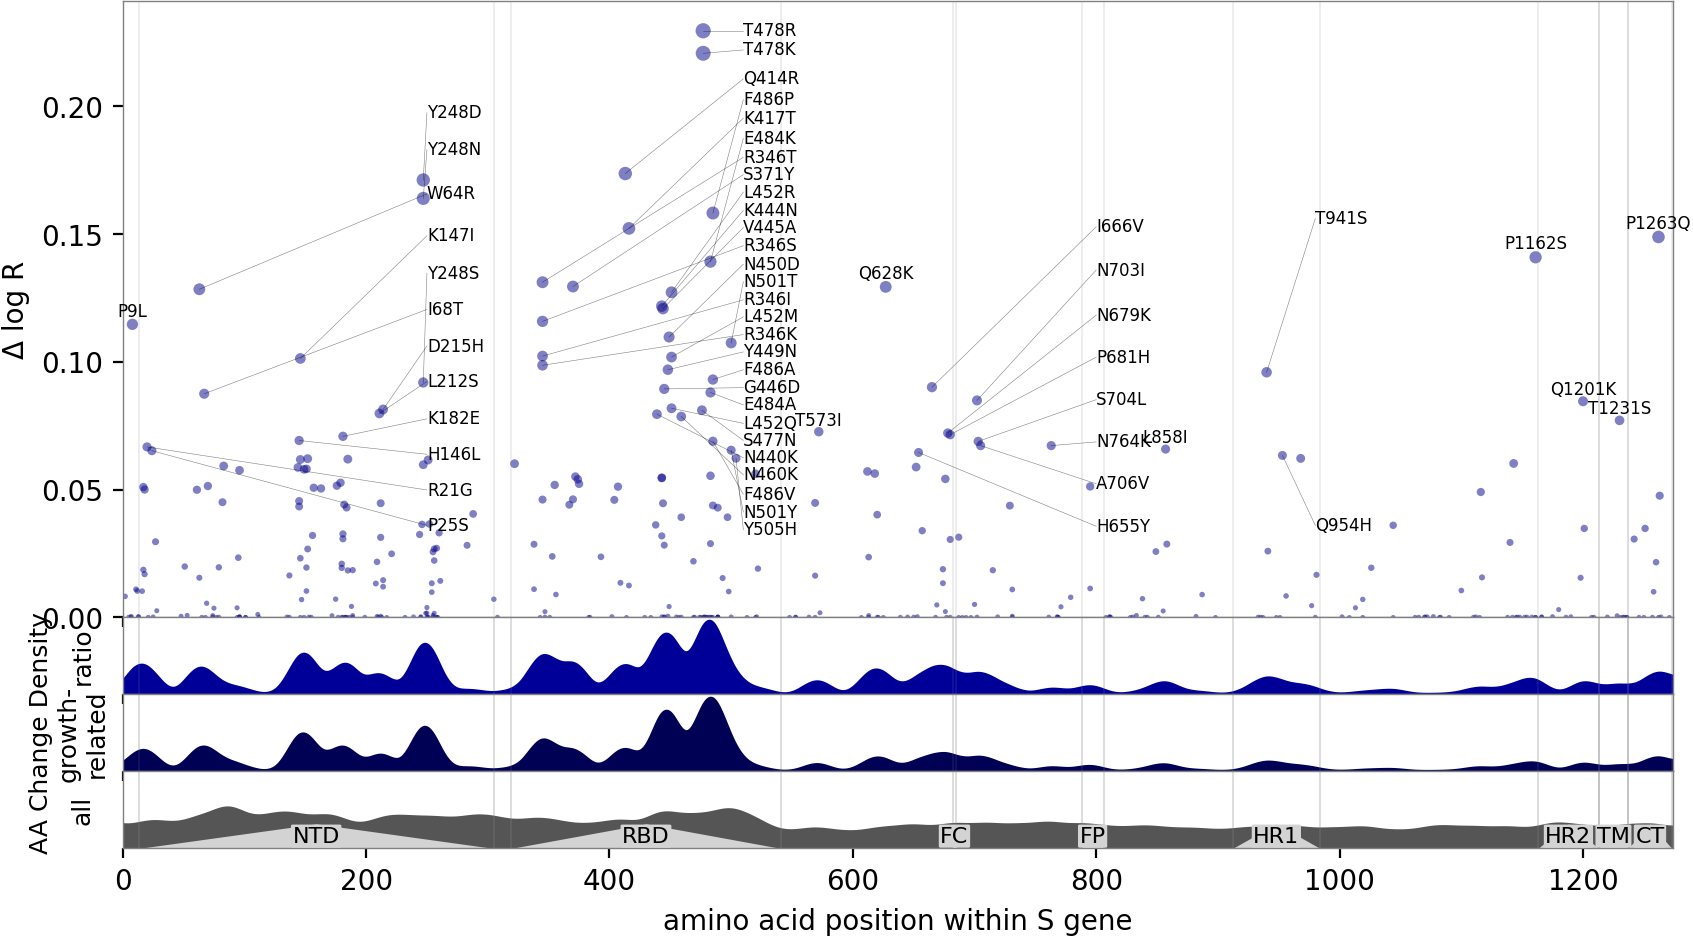 T478R
T478K
Q414R
F486P
K417T
E484K
R346T
S371Y
L452R
K444N
V445A
R346S
N450D
N501T
R346I
L452M
R346K
Y449N
F486A
G446D
E484A
L452Q
S477N
N440K
N460K
F486V
N501Y
Y505H
Y248D
Y248N
W64R
K147I
Y248S
I68T
D215H
L212S
K182E
H146L
R21G
P25S
P9L
T573I
Q628K
I666V
N703I
N679K
P681H
S704L
N764K
A706V
H655Y
L858I
T941S
Q954H
P1162S
P1263Q
Q1201K
T1231S
0.20
0.15
0.10
0.05
0.00
Δ log R
AA Change Density
ratio
growth-
related
all
NTD
RBD
FC
FP
HR1
HR2
TM
CT
0
200
400
600
800
1000
1200
amino acid position within S gene